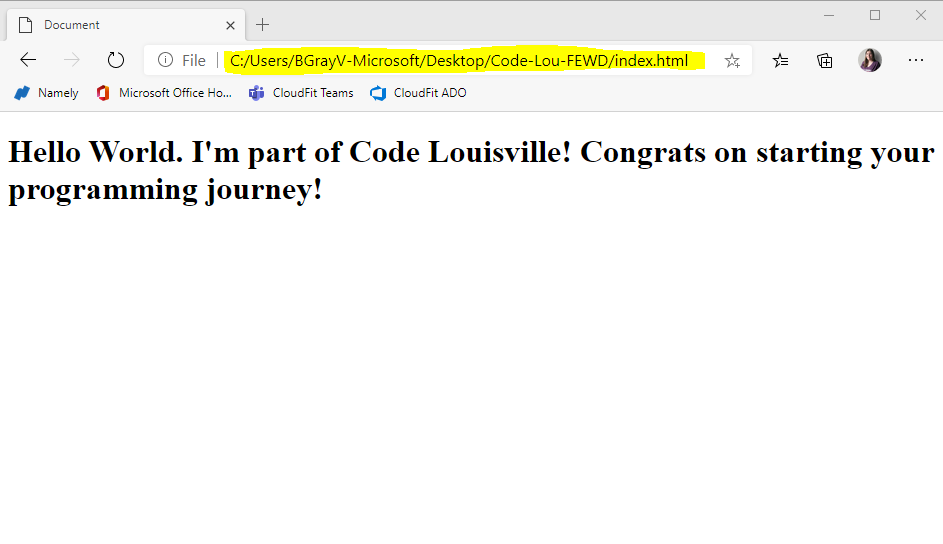 Document
File C:/Users/BGrayV-Microsoft/Desktop/Code-Lou-FEWD/index.html
Namely Microsoft Office Ho... CloudFit Teams CloudFit ADO
Hello World. I'm part of Code Louisville! Congrats on starting your
programming journey!